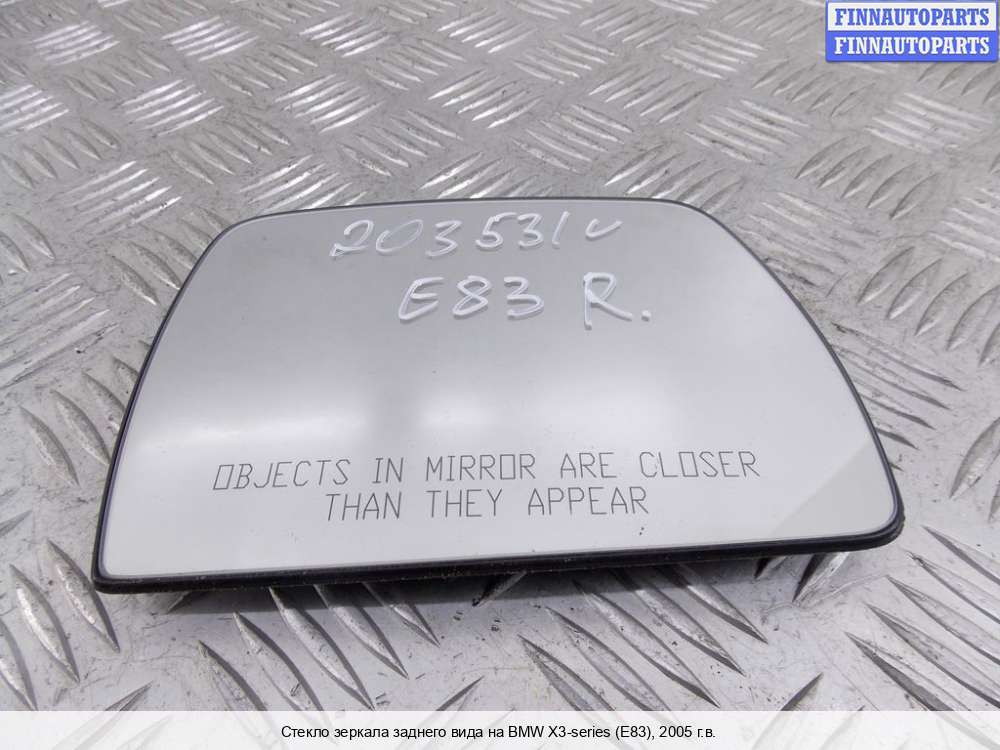 FINNAUTOPARTS
FINNAUTOPARTS
203531u
E83 R.
OBJECTS IN MIRROR ARE CLOSER
THAN THEY APPEAR
Стекло зеркала заднего вида на BMW X3-series (E83), 2005 г.в.